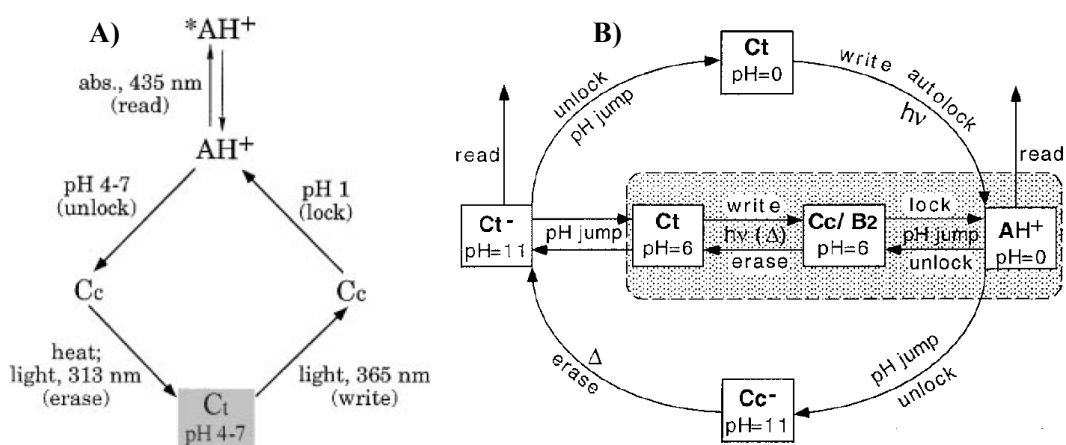 A)
*AH⁺
abs., 435 nm
(read)
AH⁺
pH 4-7
(unlock)
pH 1
(lock)
Cc
Cc
heat;
light, 313 nm
(erase)
light, 365 nm
(write)
Ct
pH 4-7
B)
Ct
pH=0
unlock
pH jump
write autolock
hν
read
read
Ct⁻
pH=11
pH jump
Ct
pH=6
write
hν (Δ)
erase
Cc/ B2
pH=6
lock
pH jump
unlock
AH⁺
pH=0
Δ
erase
pH jump
unlock
Cc⁻
pH=11